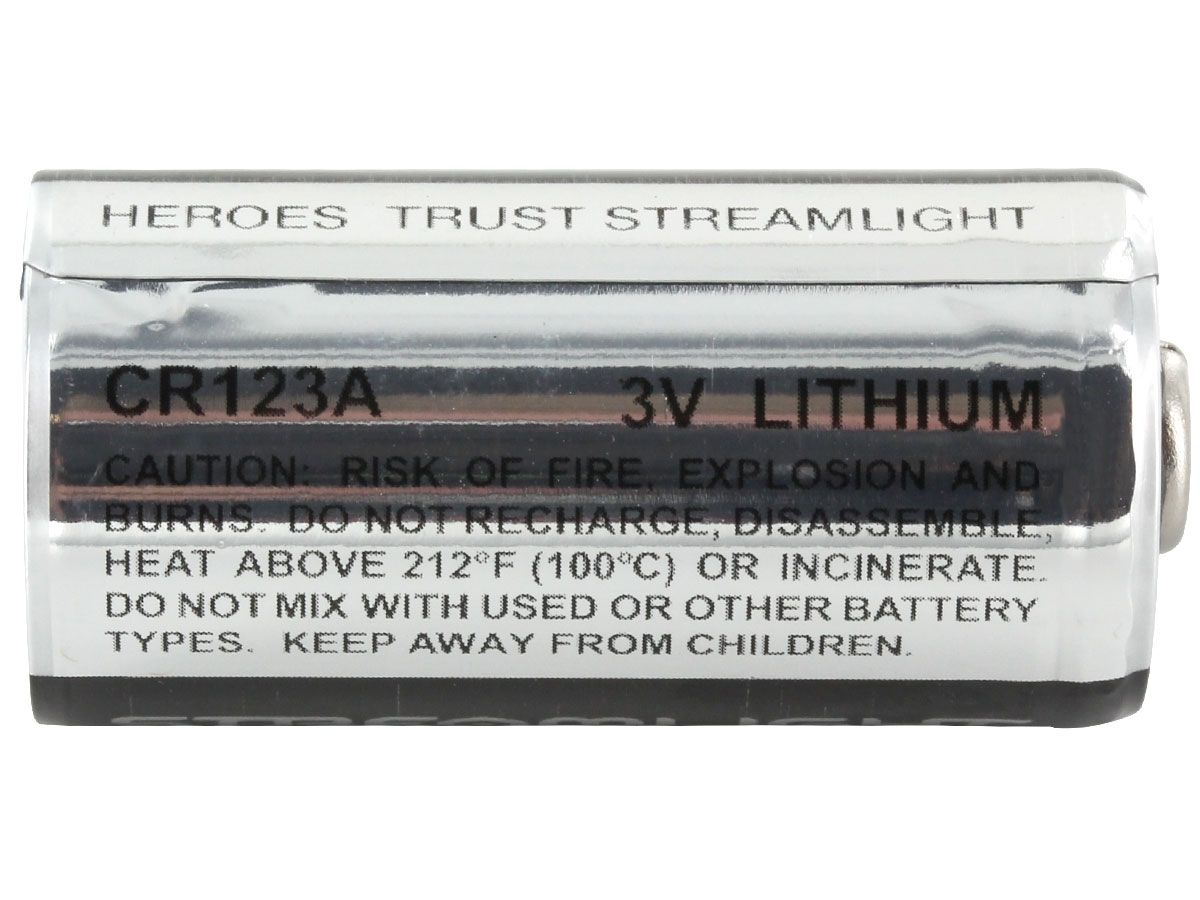 HEROES TRUST STREAMLIGHT
CR123A 3V LITHIUM
CAUTION: RISK OF FIRE, EXPLOSION AND
BURNS. DO NOT RECHARGE, DISASSEMBLE,
HEAT ABOVE 212°F (100°C) OR INCINERATE.
DO NOT MIX WITH USED OR OTHER BATTERY
TYPES. KEEP AWAY FROM CHILDREN.